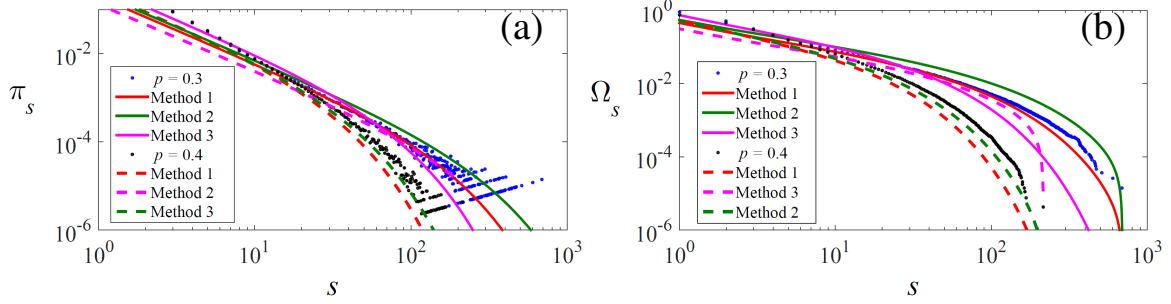 (a)
10^-2
10^-4
10^-6
π_s
p = 0.3
Method 1
Method 2
Method 3
p = 0.4
Method 1
Method 2
Method 3
10^0
10^1
10^2
10^3
s
(b)
10^0
10^-2
10^-4
10^-6
Ω_s
p = 0.3
Method 1
Method 2
Method 3
p = 0.4
Method 1
Method 3
Method 2
10^0
10^1
10^2
10^3
s